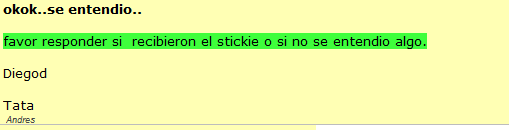 okok..se entendio..
favor responder si  recibieron el stickie o si no se entendio algo.
Diegod
Tata
Andres